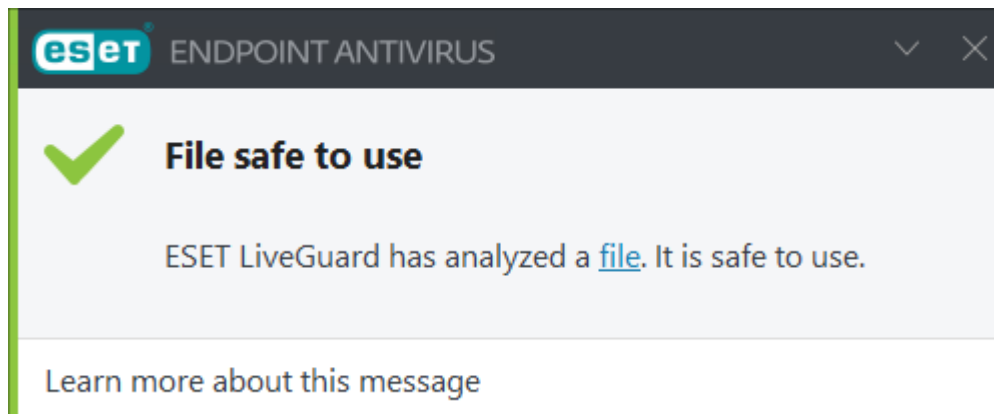 eset® ENDPOINT ANTIVIRUS
File safe to use
ESET LiveGuard has analyzed a file. It is safe to use.
Learn more about this message